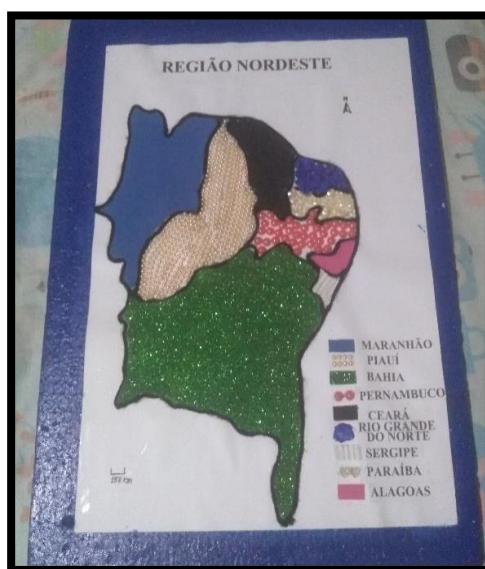 REGIÃO NORDESTE
N
MARANHÃO
PIAUÍ
BAHIA
PERNAMBUCO
CEARÁ
RIO GRANDE
DO NORTE
SERGIPE
PARAÍBA
ALAGOAS